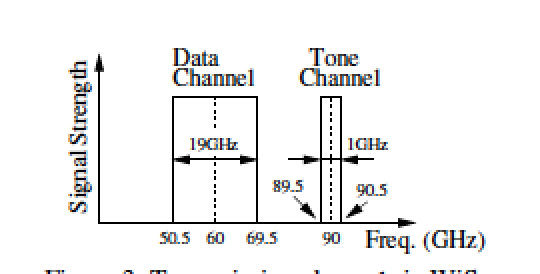 Data
Channel
Tone
Channel
Signal Strength
19GHz
1GHz
89.5
90.5
50.5 60 69.5 90 Freq. (GHz)